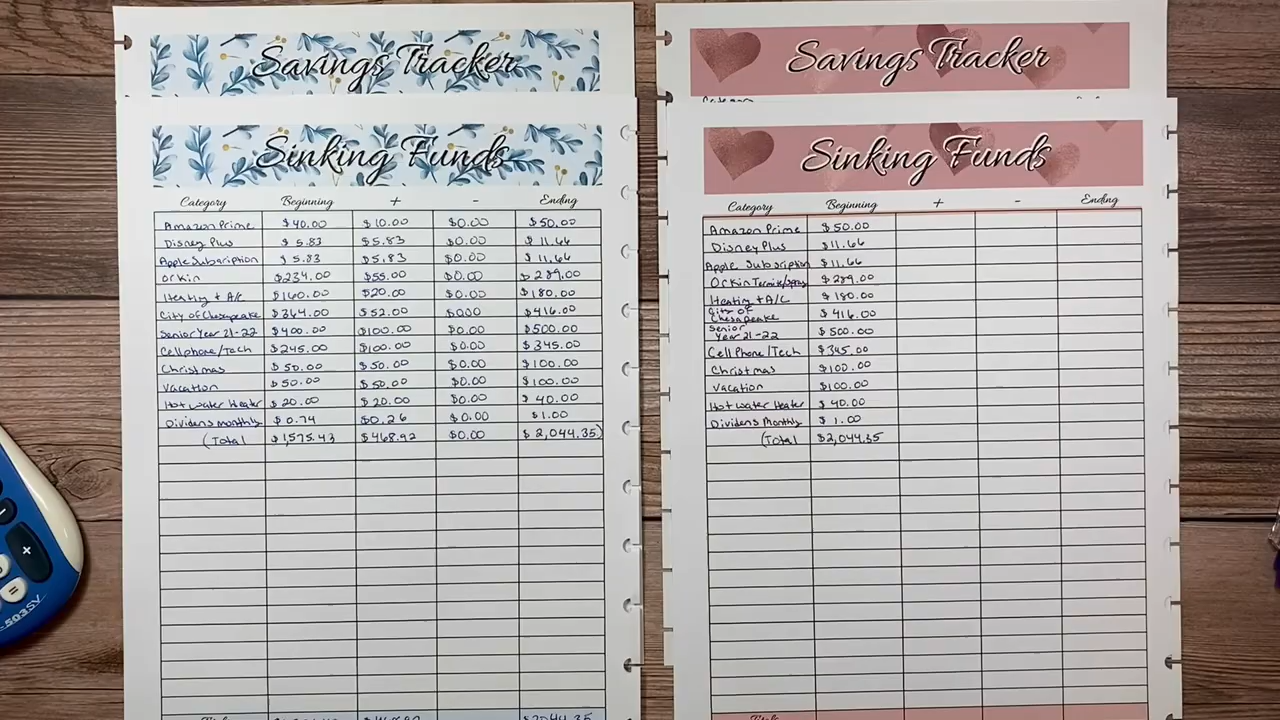 Savings Tracker
Sinking Funds
Category Beginning + - Ending
Amazon Prime $40.00 $10.00 $0.00 $50.00
Disney Plus $5.83 $5.83 $0.00 $11.66
Apple Subscription $5.83 $5.83 $0.00 $11.66
Orkin $234.00 $55.00 $0.00 $289.00
Heating + A/C $160.00 $20.00 $0.00 $180.00
City of Chesapeake $364.00 $52.00 $0.00 $416.00
Senior Year 21-22 $400.00 $100.00 $0.00 $500.00
Cell phone/Tech $245.00 $100.00 $0.00 $345.00
Christmas $50.00 $50.00 $0.00 $100.00
Vacation $50.00 $50.00 $0.00 $100.00
Hot water Heater $20.00 $20.00 $0.00 $40.00
Dividens monthly $0.74 $0.26 $0.00 $1.00
(Total $1,575.43 $468.92 $0.00 $2,044.35)
$2044.35
Savings Tracker
Category
Sinking Funds
Category Beginning + - Ending
Amazon Prime $50.00
Disney Plus $11.66
Apple Subscription $11.66
Orkin Termite/Spray $289.00
Heating + A/C $180.00
City of
Chesapeake $416.00
Senior
Year 21-22 $500.00
Cell Phone/Tech $345.00
Christmas $100.00
Vacation $100.00
Hot water Heater $40.00
Dividens Monthly $1.00
(Total $2,044.35
+
=
-503SV